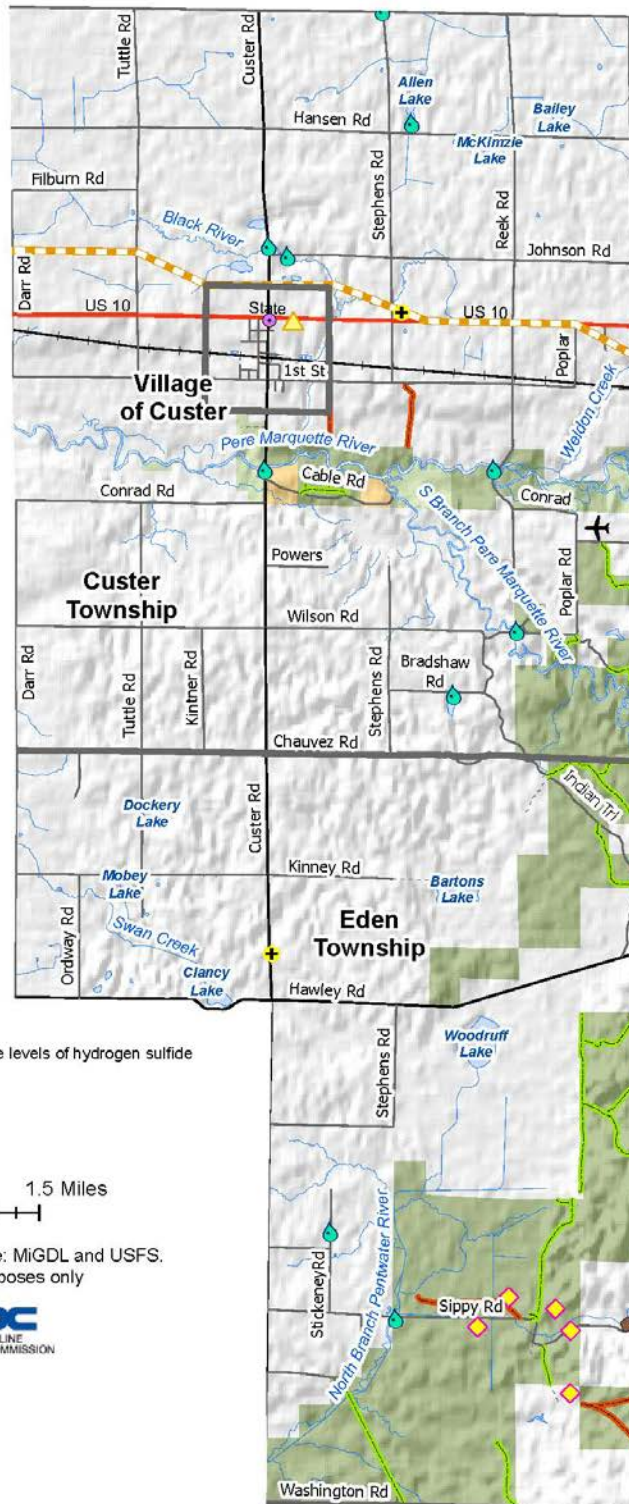 Tuttle Rd
Custer Rd
Allen
Lake
Bailey
Lake
Hansen Rd
McKimzie
Lake
Filburn Rd
Stephens Rd
Reek Rd
Black River
Johnson Rd
Darr Rd
US 10
State
US 10
Poplar
1st St
Village
of Custer
Weldon Creek
Pere Marquette River
Cable Rd
Conrad Rd
Conrad
S Branch Pere Marquette River
Powers
Custer
Township
Wilson Rd
Poplar Rd
Darr Rd
Tuttle Rd
Kintner Rd
Stephens Rd
Bradshaw
Rd
Chauvez Rd
Indian Trl
Dockery
Lake
Custer Rd
Kinney Rd
Mobey
Lake
Bartons
Lake
Ordway Rd
Swan Creek
Eden
Township
Clancy
Lake
Hawley Rd
Stephens Rd
Woodruff
Lake
e levels of hydrogen sulfide
1.5 Miles
North Branch Pentwater River
e: MiGDL and USFS.
poses only
Stickeney Rd
Sippy Rd
LINE
OMMISSION
Washington Rd